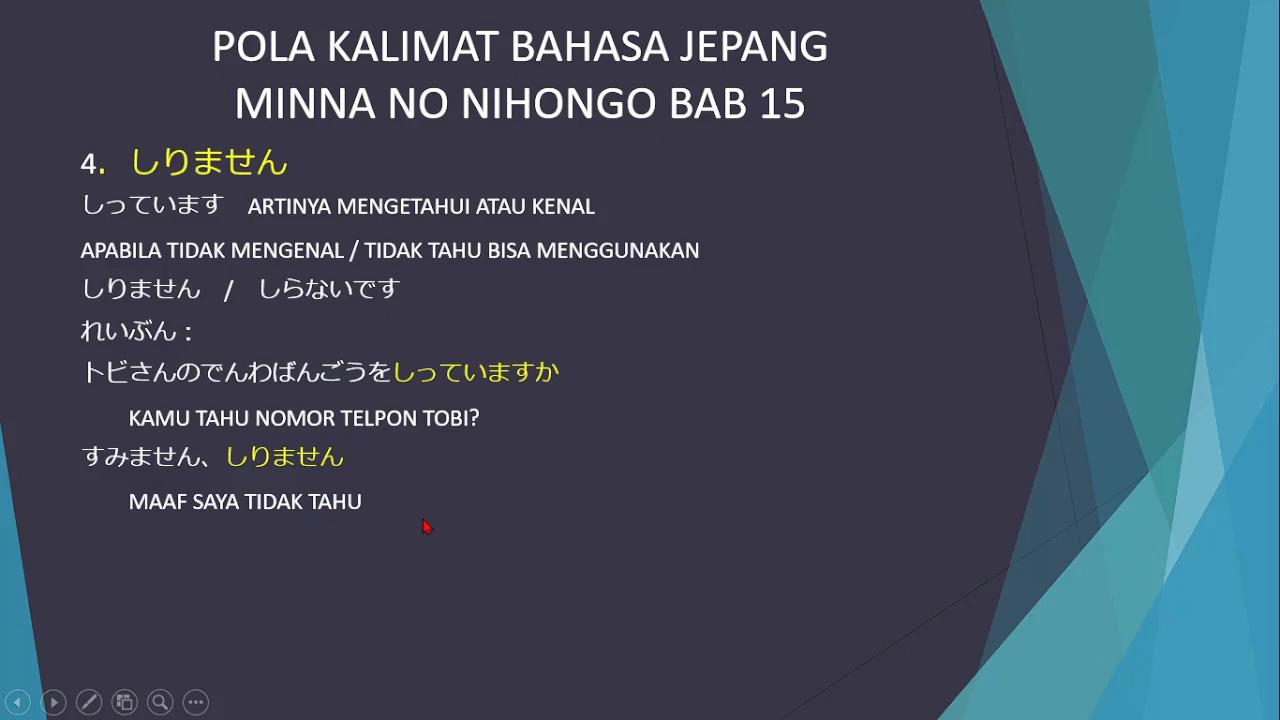 POLA KALIMAT BAHASA JEPANG
MINNA NO NIHONGO BAB 15
4. しりません
しっています ARTINYA MENGETAHUI ATAU KENAL
APABILA TIDAK MENGENAL / TIDAK TAHU BISA MENGGUNAKAN
しりません / しらないです
れいぶん :
トビさんのでんわばんごうをしっていますか
KAMU TAHU NOMOR TELPON TOBI?
すみません、しりません
MAAF SAYA TIDAK TAHU